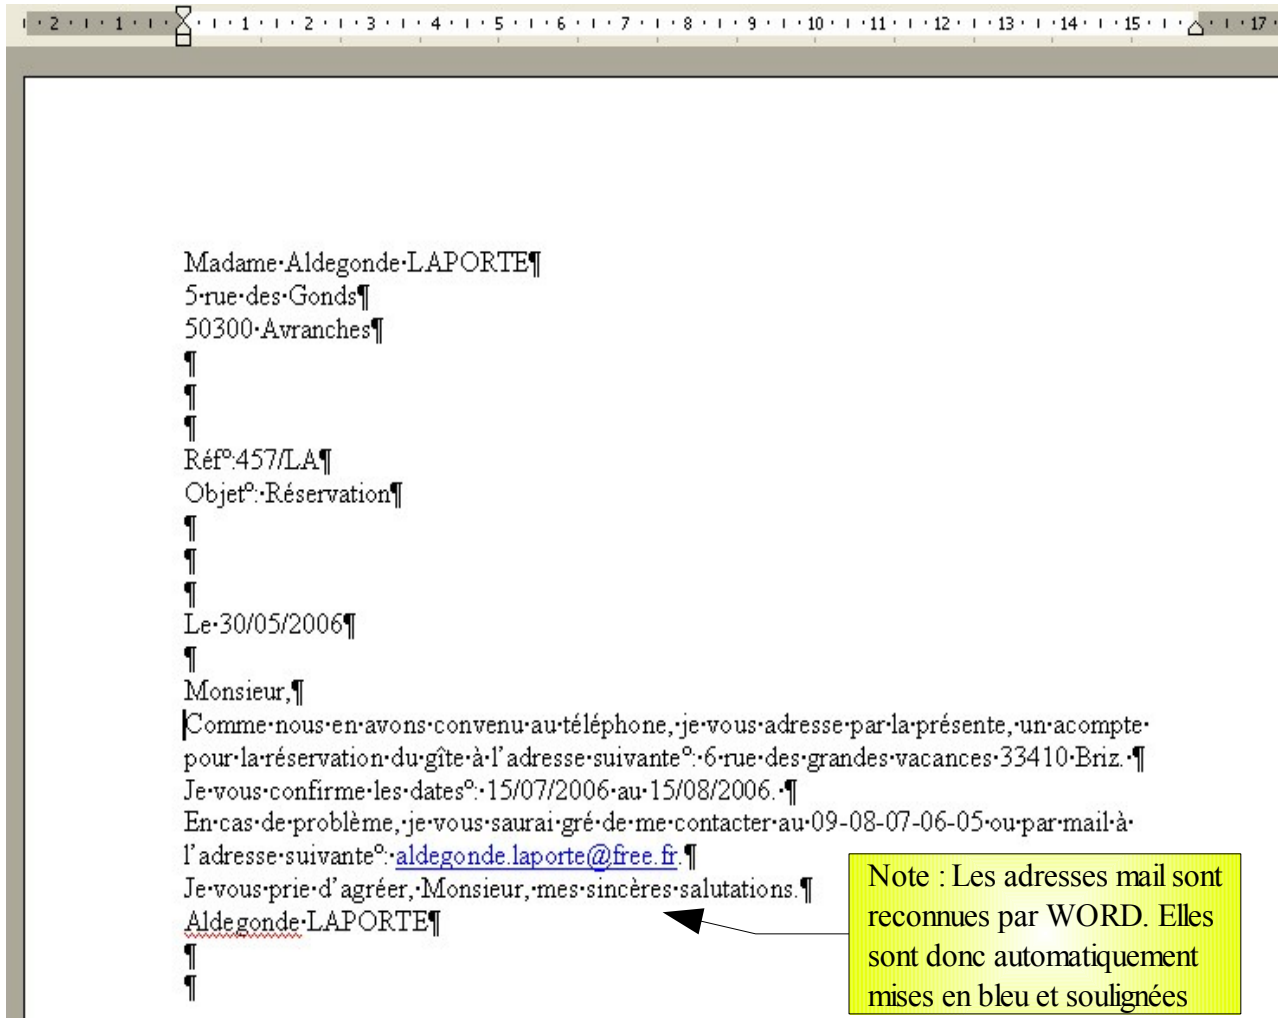 2 1 1 2 3 4 5 6 7 8 9 10 11 12 13 14 15 17
Madame·Aldegonde·LAPORTE¶
5·rue·des·Gonds¶
50300·Avranches¶
¶
¶
¶
Réf°:457/LA¶
Objet°:·Réservation¶
¶
¶
¶
Le·30/05/2006¶
¶
Monsieur,¶
Comme·nous·en·avons·convenu·au·téléphone,·je·vous·adresse·par·la·présente,·un·acompte·
pour·la·réservation·du·gîte·à·l’adresse·suivante°:·6·rue·des·grandes·vacances·33410·Briz.·¶
Je·vous·confirme·les·dates°:·15/07/2006·au·15/08/2006.·¶
En·cas·de·problème,·je·vous·saurai·gré·de·me·contacter·au·09-08-07-06-05·ou·par·mail·à·
l’adresse·suivante°:·aldegonde.laporte@free.fr.¶
Je·vous·prie·d’agréer,·Monsieur,·mes·sincères·salutations.¶
Aldegonde·LAPORTE¶
¶
¶
Note : Les adresses mail sont
reconnues par WORD. Elles
sont donc automatiquement
mises en bleu et soulignées